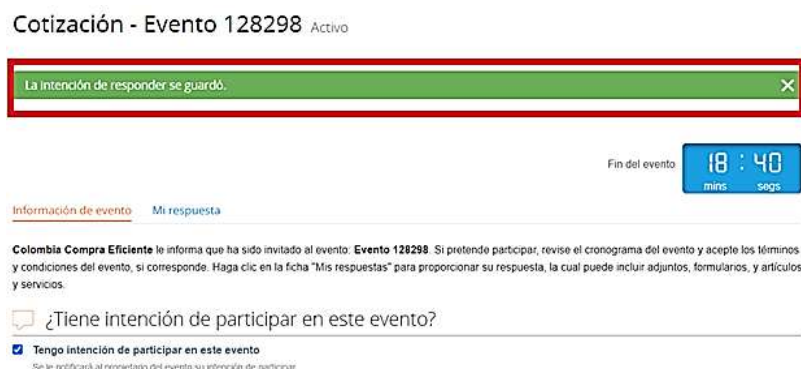 Cotización - Evento 128298 Activo
La intención de responder se guardó.
Fin del evento
18 : 40
mins segs
Información de evento Mi respuesta
Colombia Compra Eficiente le informa que ha sido invitado al evento: Evento 128298. Si pretende participar, revise el cronograma del evento y acepte los términos
y condiciones del evento, si corresponde. Haga clic en la ficha "Mis respuestas" para proporcionar su respuesta, la cual puede incluir adjuntos, formularios, y artículos
y servicios.
¿Tiene intención de participar en este evento?
Tengo intención de participar en este evento
Se le notificará al propietario del evento su intención de participar.